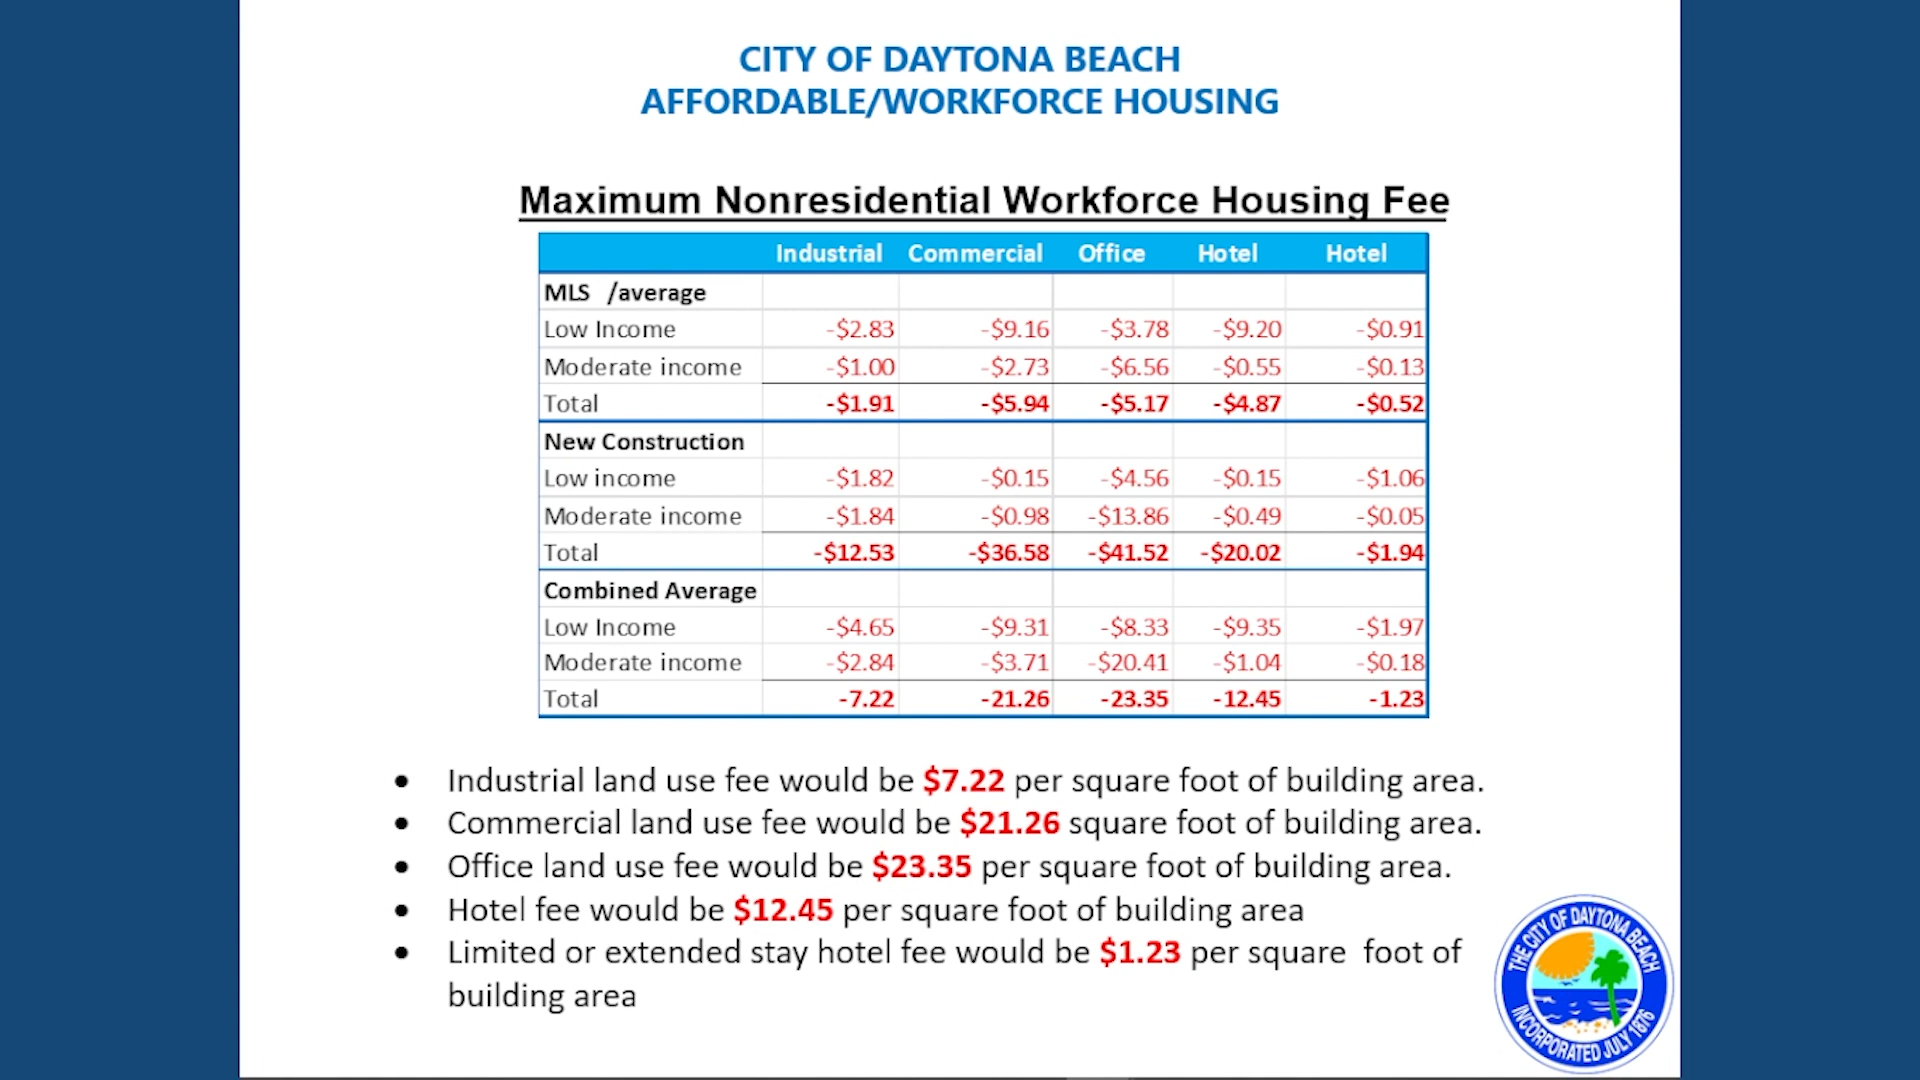 CITY OF DAYTONA BEACH
AFFORDABLE/WORKFORCE HOUSING
Maximum Nonresidential Workforce Housing Fee
Industrial Commercial Office Hotel Hotel
MLS /average
Low Income -$2.83 -$9.16 -$3.78 -$9.20 -$0.91
Moderate income -$1.00 -$2.73 -$6.56 -$0.55 -$0.13
Total -$1.91 -$5.94 -$5.17 -$4.87 -$0.52
New Construction
Low income -$1.82 -$0.15 -$4.56 -$0.15 -$1.06
Moderate income -$1.84 -$0.98 -$13.86 -$0.49 -$0.05
Total -$12.53 -$36.58 -$41.52 -$20.02 -$1.94
Combined Average
Low Income -$4.65 -$9.31 -$8.33 -$9.35 -$1.97
Moderate income -$2.84 -$3.71 -$20.41 -$1.04 -$0.18
Total -7.22 -21.26 -23.35 -12.45 -1.23
• Industrial land use fee would be $7.22 per square foot of building area.
• Commercial land use fee would be $21.26 square foot of building area.
• Office land use fee would be $23.35 per square foot of building area.
• Hotel fee would be $12.45 per square foot of building area
• Limited or extended stay hotel fee would be $1.23 per square foot of
building area
THE CITY OF DAYTONA BEACH
INCORPORATED JULY 1876